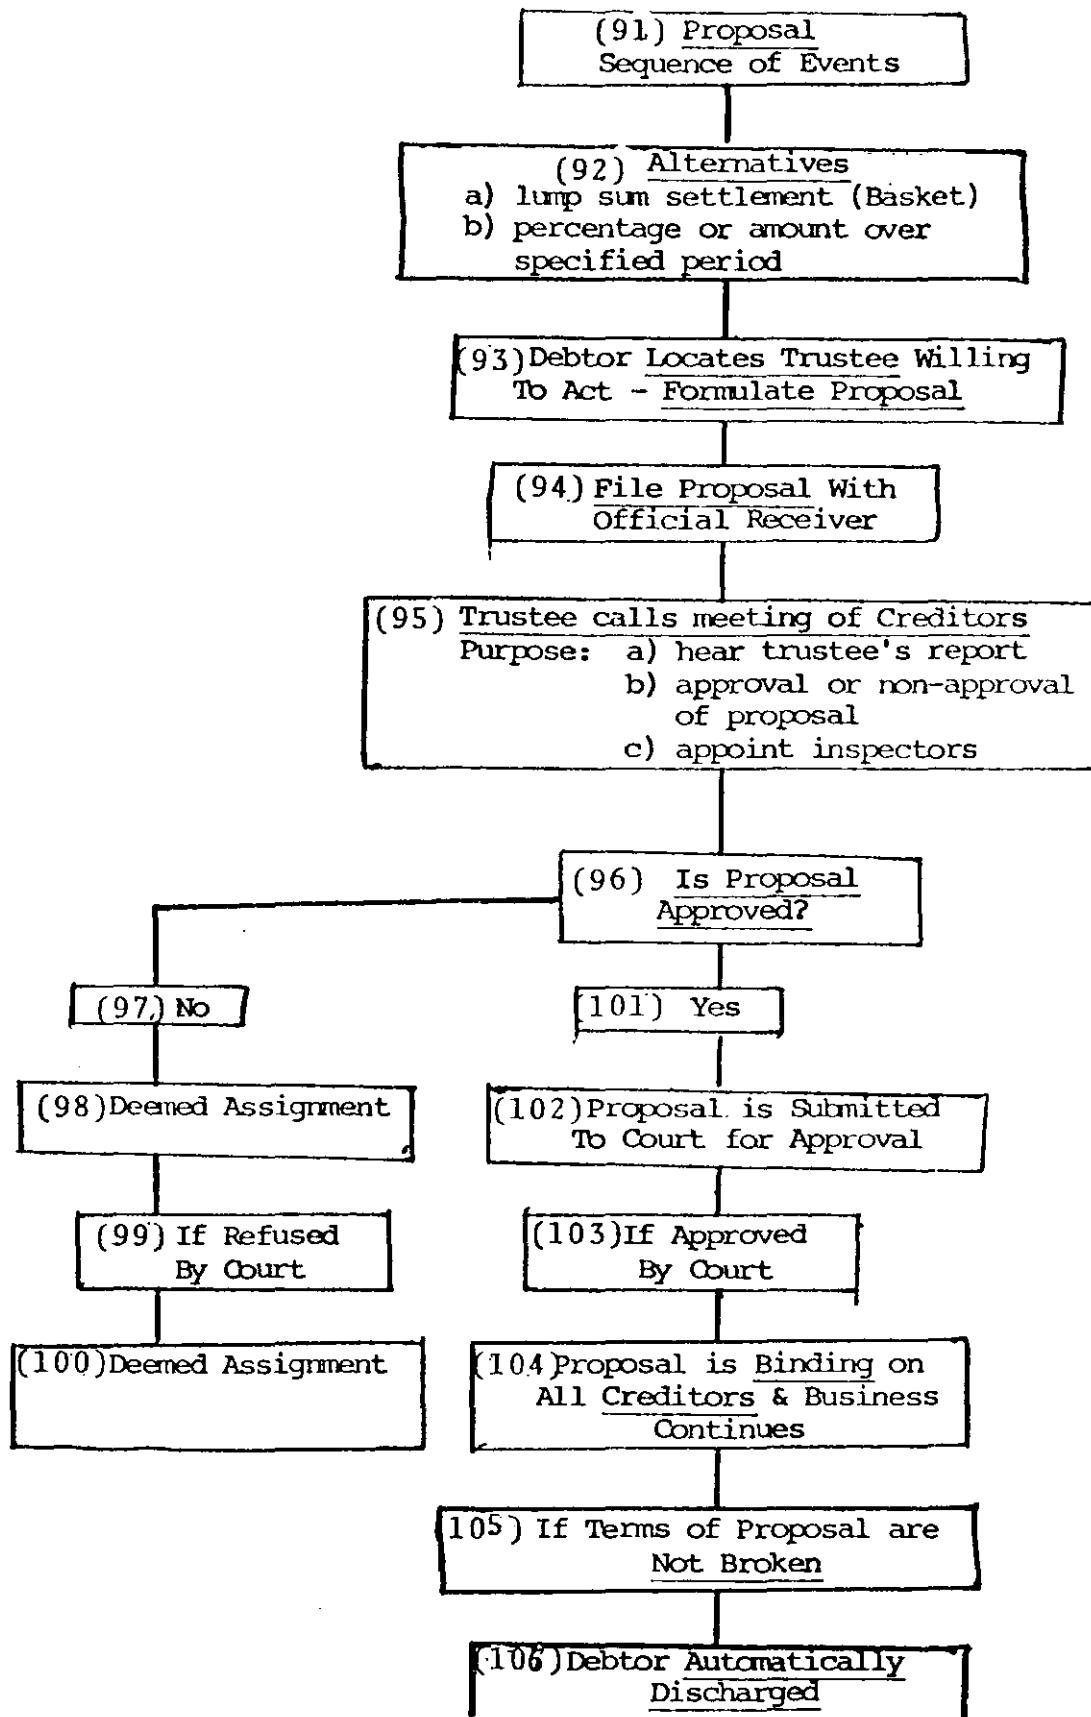 (91) Proposal
Sequence of Events
(92) Alternatives
a) lump sum settlement (Basket)
b) percentage or amount over
specified period
(93) Debtor Locates Trustee Willing
To Act - Formulate Proposal
(94) File Proposal With
Official Receiver
(95) Trustee calls meeting of Creditors
Purpose: a) hear trustee's report
b) approval or non-approval
of proposal
c) appoint inspectors
(96) Is Proposal
Approved?
(97) No
(98) Deemed Assignment
(99) If Refused
By Court
(100) Deemed Assignment
(101) Yes
(102) Proposal is Submitted
To Court for Approval
(103) If Approved
By Court
(104) Proposal is Binding on
All Creditors & Business
Continues
105) If Terms of Proposal are
Not Broken
(106) Debtor Automatically
Discharged